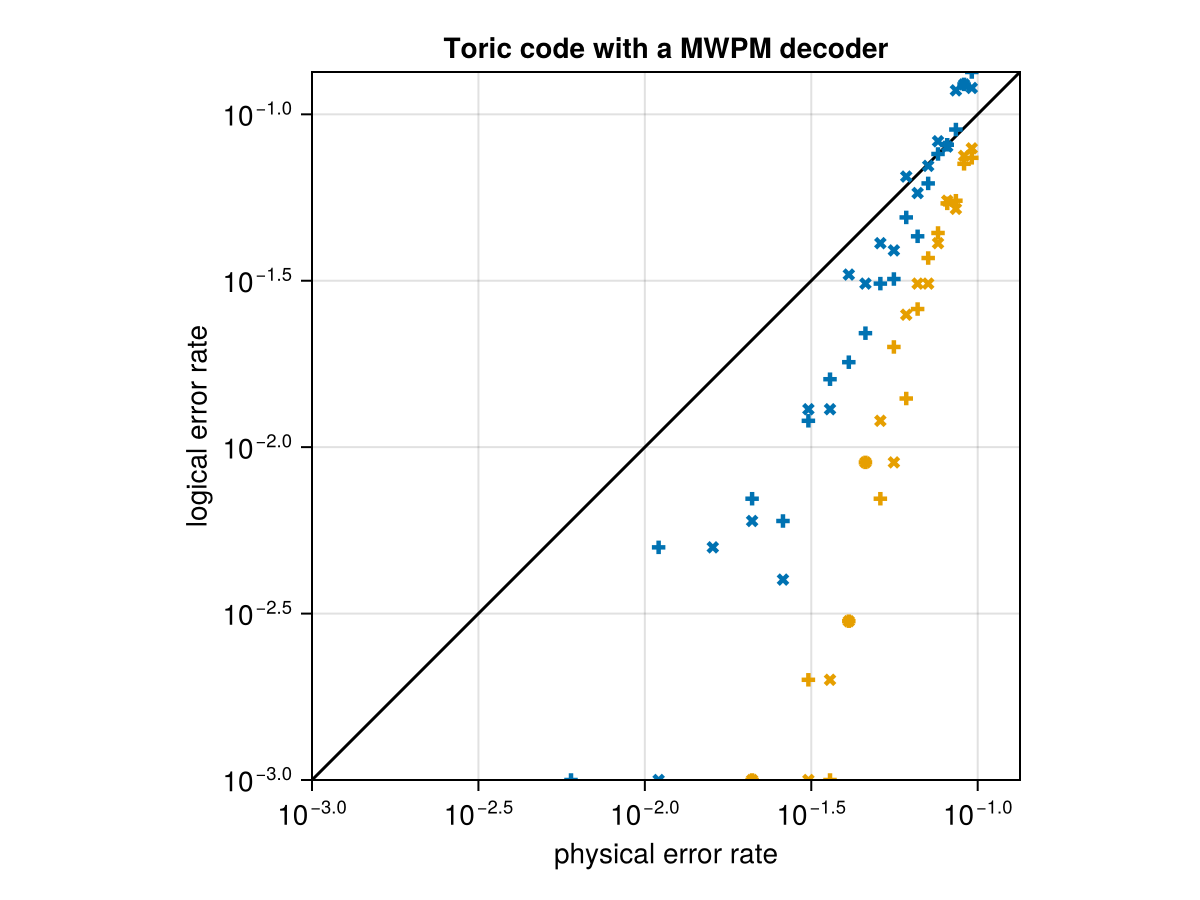 Toric code with a MWPM decoder
logical error rate
10^−1.0
10^−1.5
10^−2.0
10^−2.5
10^−3.0
10^−3.0 10^−2.5 10^−2.0 10^−1.5 10^−1.0
physical error rate